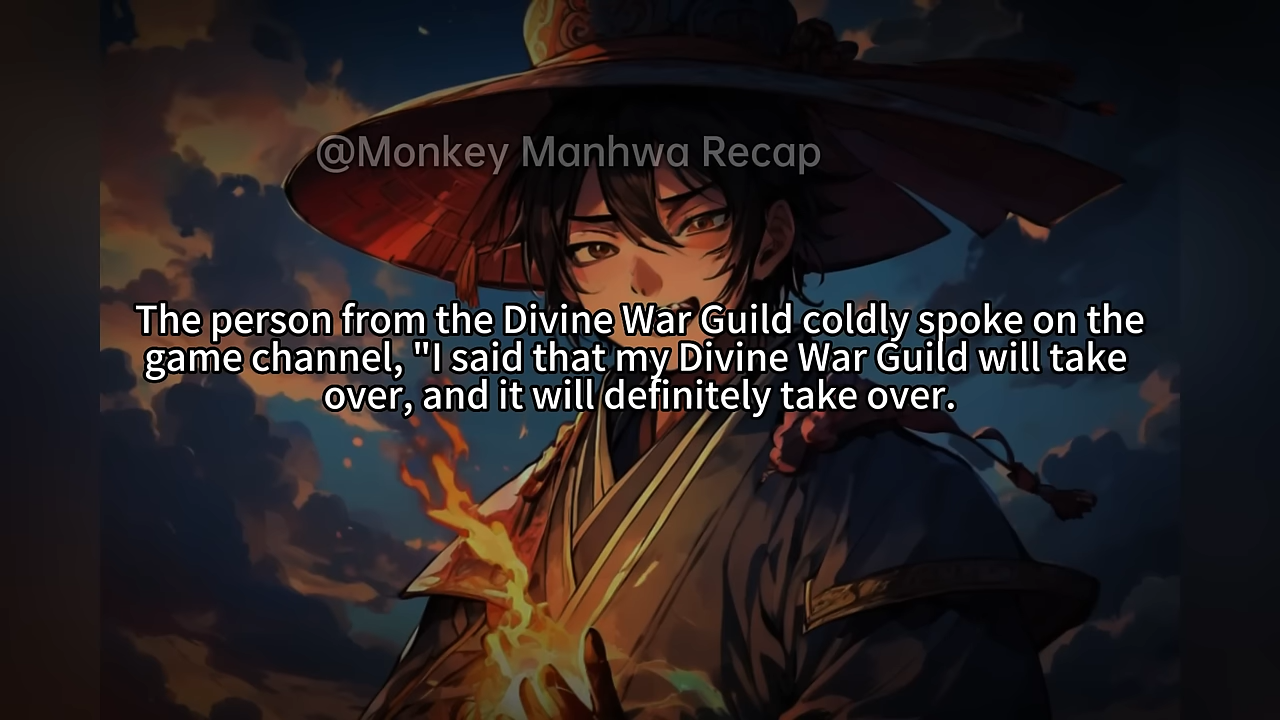 @Monkey Manhwa Recap
The person from the Divine War Guild coldly spoke on the
game channel, "I said that my Divine War Guild will take
over, and it will definitely take over.